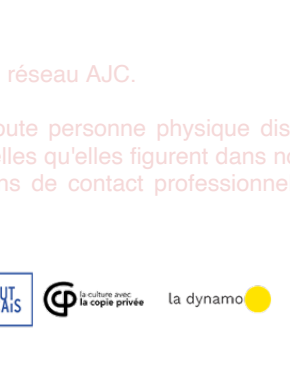 réseau AJC.
oute personne physique dis
elles qu'elles figurent dans no
ns de contact professionne
UT
AIS
la culture avec
la copie privée
la dynamo